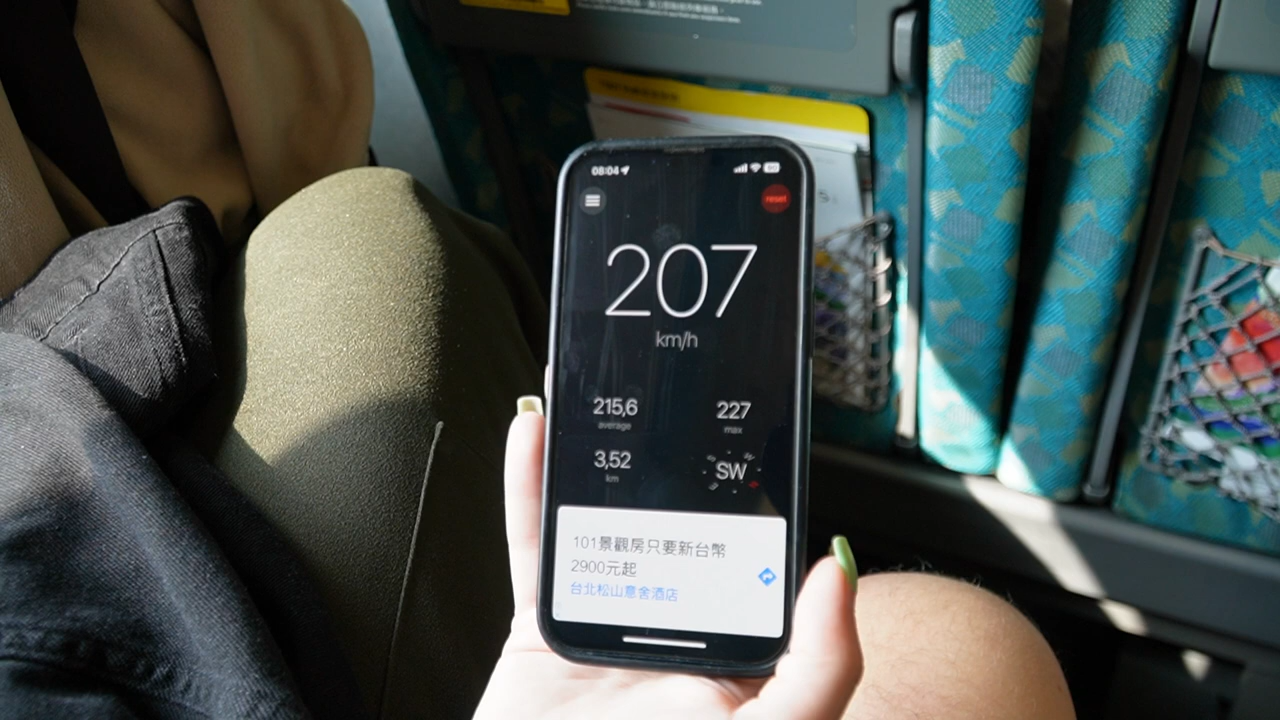 08:04
reset
207
km/h
215,6
average
227
max
3,52
km
SW
101景觀房只要新台幣
2900元起
台北松山意舍酒店